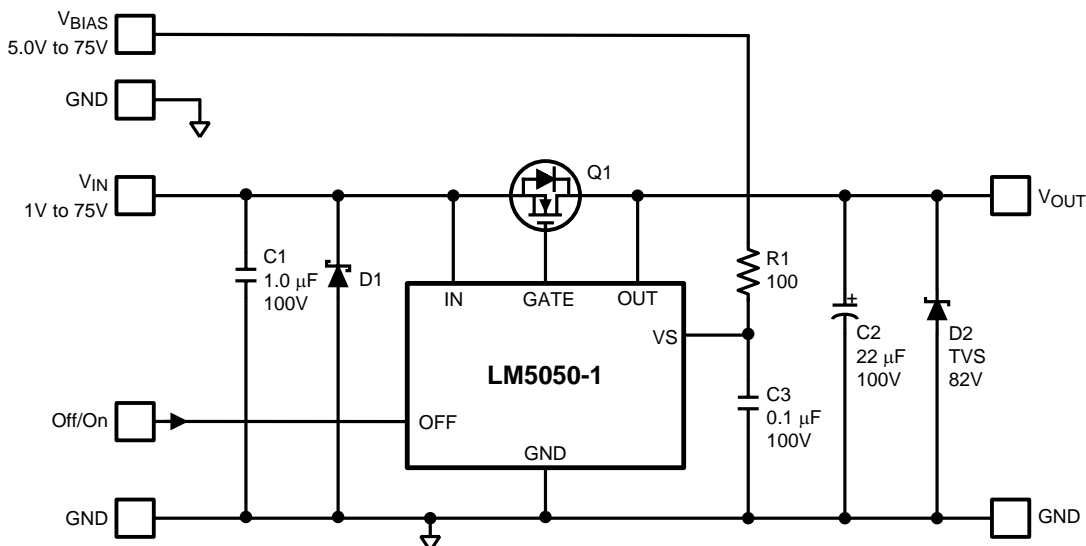 VBIAS
5.0V to 75V
GND
VIN
1V to 75V
Q1
VOUT
C1
1.0 μF
100V
D1
IN
GATE
OUT
R1
100
VS
LM5050-1
C2
22 μF
100V
+
D2
TVS
82V
C3
0.1 μF
100V
Off/On
OFF
GND
GND
GND